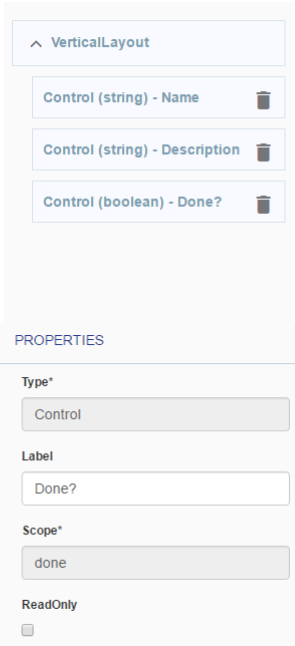 VerticalLayout
Control (string) - Name
Control (string) - Description
Control (boolean) - Done?
PROPERTIES
Type*
Control
Label
Done?
Scope*
done
ReadOnly